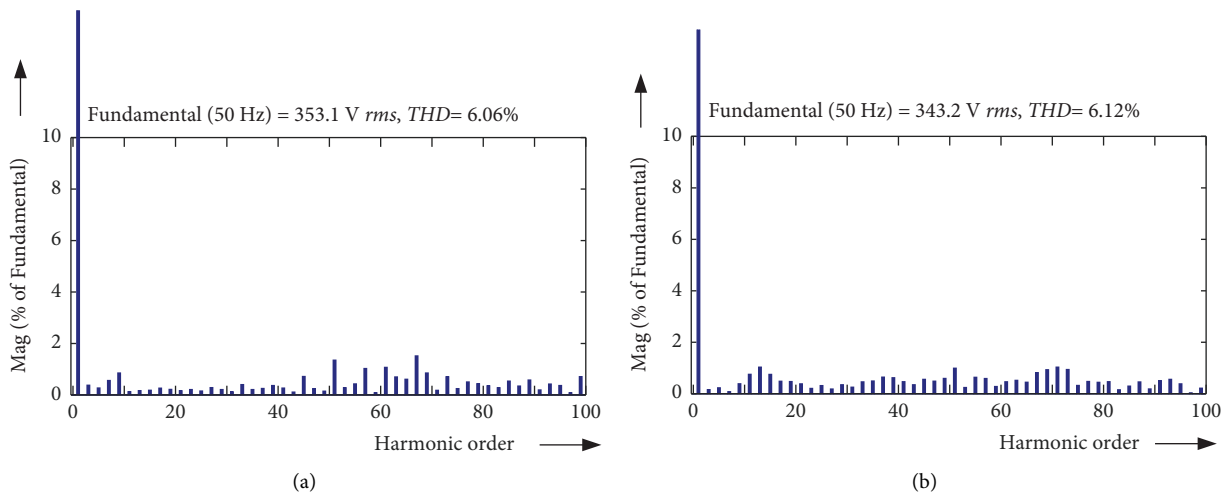 Fundamental (50 Hz) = 353.1 V rms, THD= 6.06%
Mag (% of Fundamental)
10
8
6
4
2
0
0 20 40 60 80 100
Harmonic order
(a)
Fundamental (50 Hz) = 343.2 V rms, THD= 6.12%
Mag (% of Fundamental)
10
8
6
4
2
0
0 20 40 60 80 100
Harmonic order
(b)